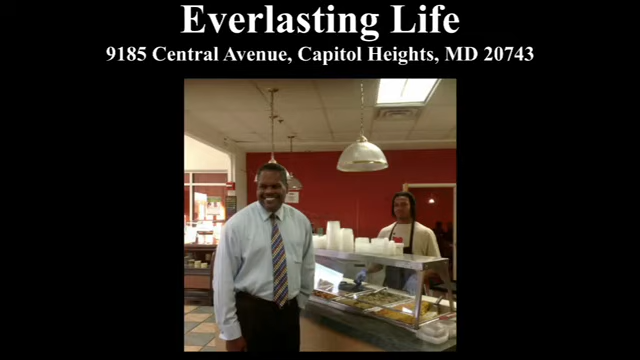 Everlasting Life
9185 Central Avenue, Capitol Heights, MD 20743